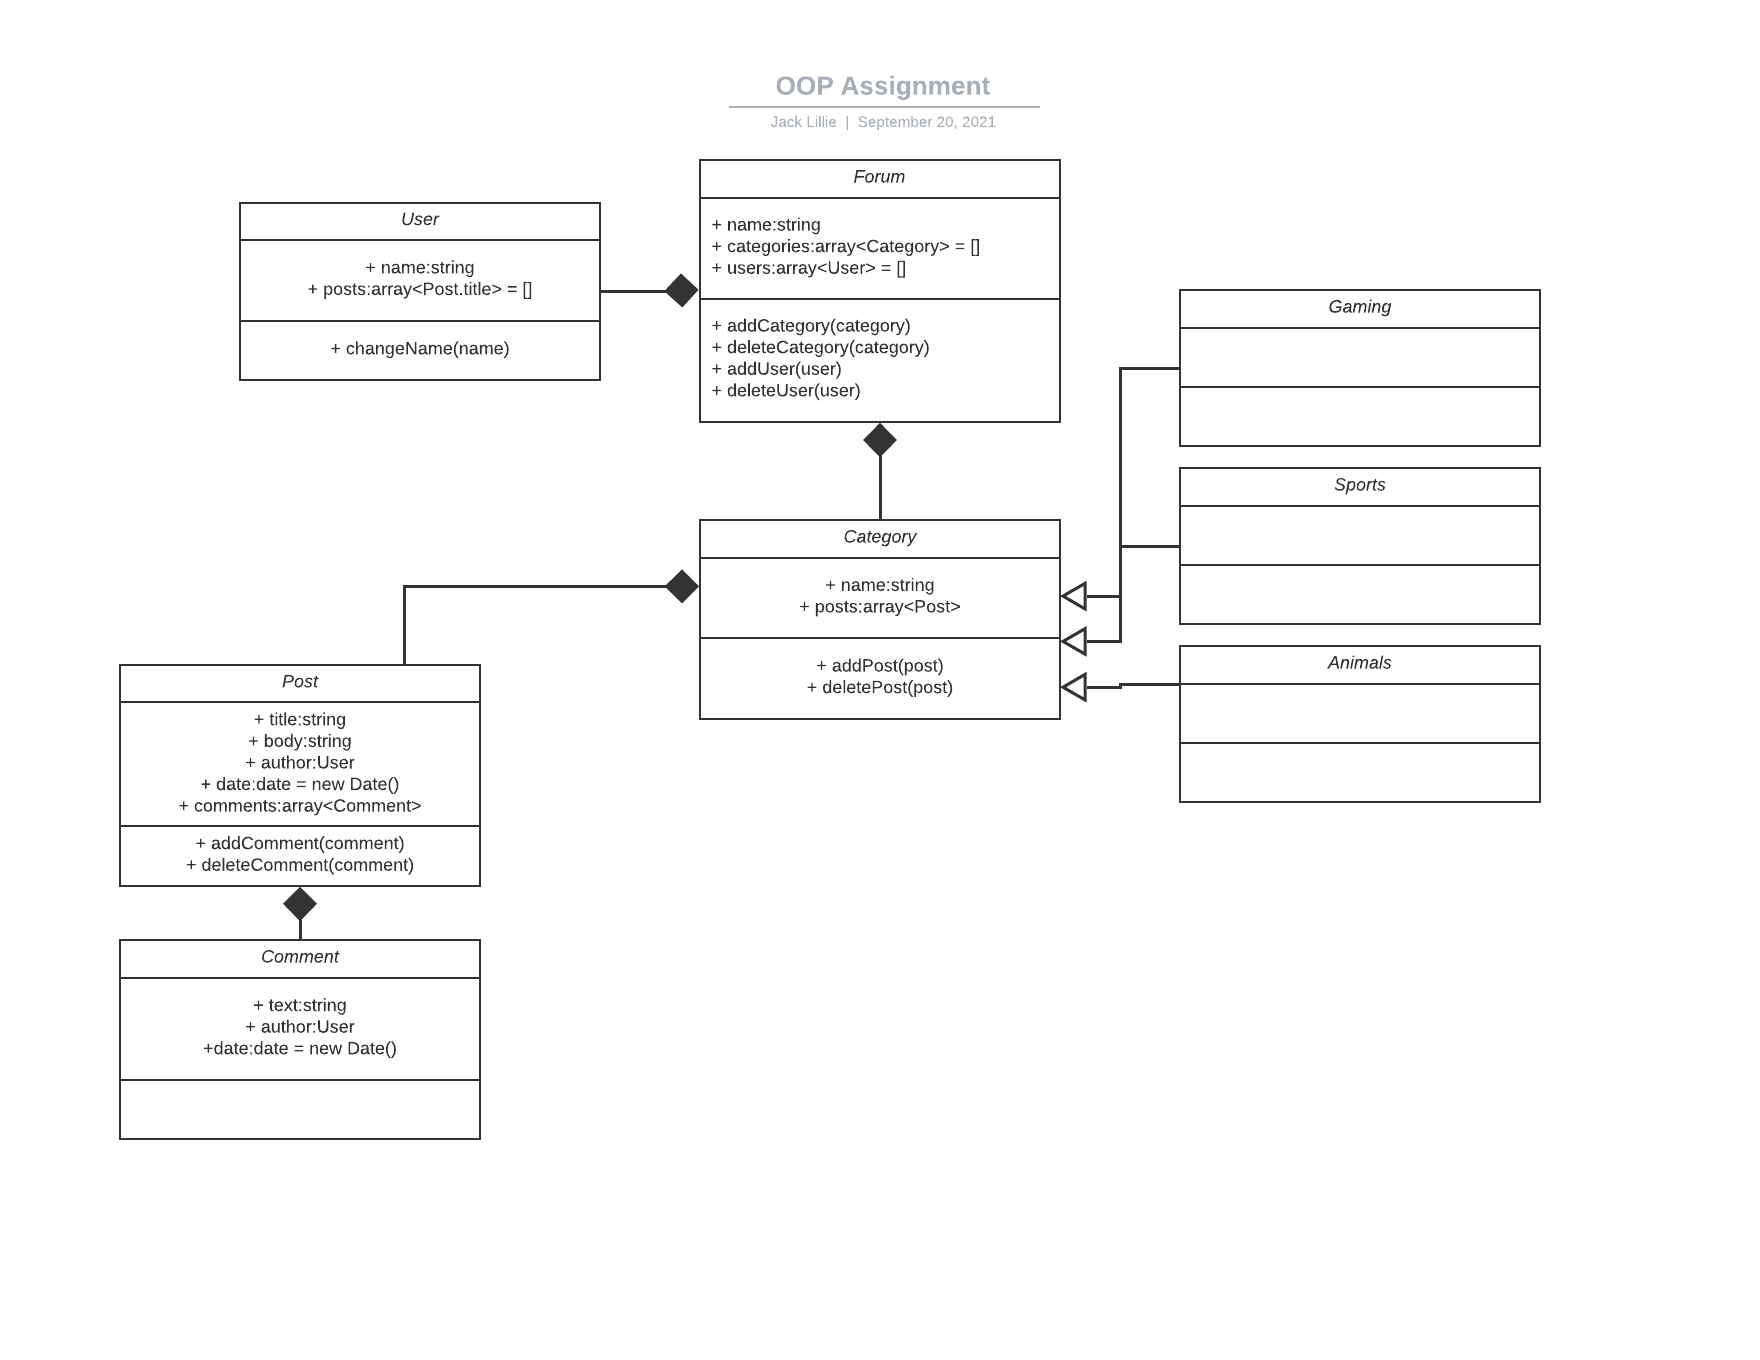 OOP Assignment
Jack Lillie | September 20, 2021
Forum
+ name:string
+ categories:array<Category> = []
+ users:array<User> = []
+ addCategory(category)
+ deleteCategory(category)
+ addUser(user)
+ deleteUser(user)
User
+ name:string
+ posts:array<Post.title> = []
+ changeName(name)
Gaming
Sports
Animals
Category
+ name:string
+ posts:array<Post>
+ addPost(post)
+ deletePost(post)
Post
+ title:string
+ body:string
+ author:User
+ date:date = new Date()
+ comments:array<Comment>
+ addComment(comment)
+ deleteComment(comment)
Comment
+ text:string
+ author:User
+date:date = new Date()